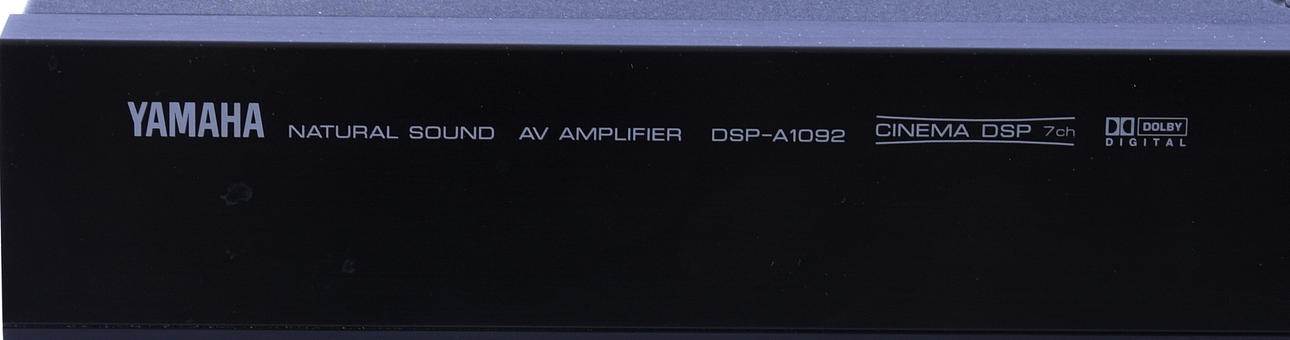 YAMAHA NATURAL SOUND AV AMPLIFIER DSP-A1092 CINEMA DSP 7ch DOLBY
DIGITAL